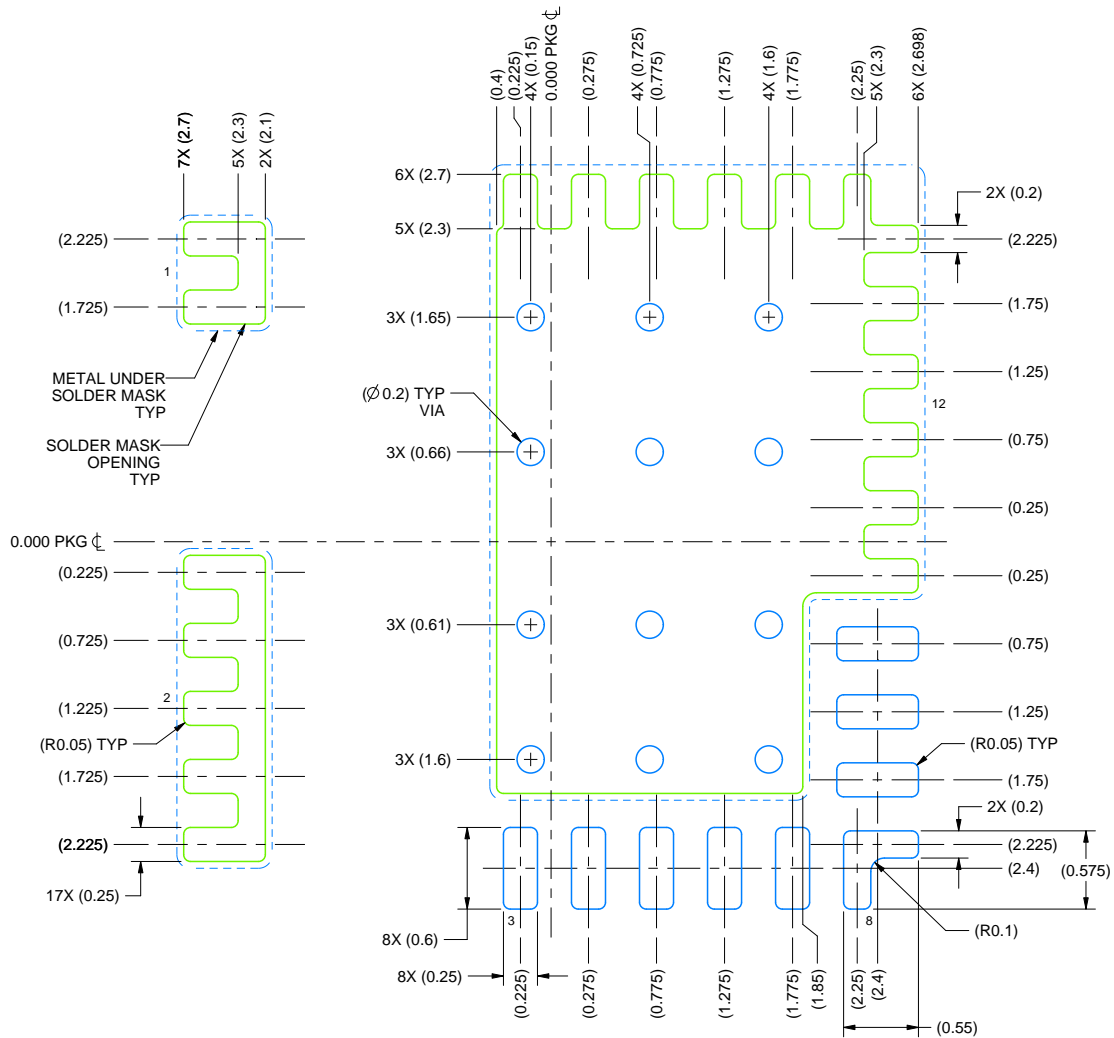 (0.4)
(0.225)
4X (0.15)
0.000 PKG ℄
(0.275)
4X (0.725)
(0.775)
(1.275)
4X (1.6)
(1.775)
(2.25)
5X (2.3)
6X (2.698)
7X (2.7)
5X (2.3)
2X (2.1)
6X (2.7)
2X (0.2)
5X (2.3)
(2.225)
(2.225)
1
(1.725)
3X (1.65)
(1.75)
METAL UNDER
SOLDER MASK
TYP
(Ø 0.2) TYP
VIA
(1.25)
12
SOLDER MASK
OPENING
TYP
3X (0.66)
(0.75)
(0.25)
0.000 PKG ℄
(0.225)
(0.25)
(0.725)
3X (0.61)
(0.75)
2
(1.225)
(1.25)
(R0.05) TYP
(R0.05) TYP
(1.725)
3X (1.6)
(1.75)
2X (0.2)
(2.225)
(2.225)
(2.4)
(0.575)
17X (0.25)
3
8
8X (0.6)
(R0.1)
8X (0.25)
(0.225)
(0.275)
(0.775)
(1.275)
(1.775)
(1.85)
(2.25)
(2.4)
(0.55)